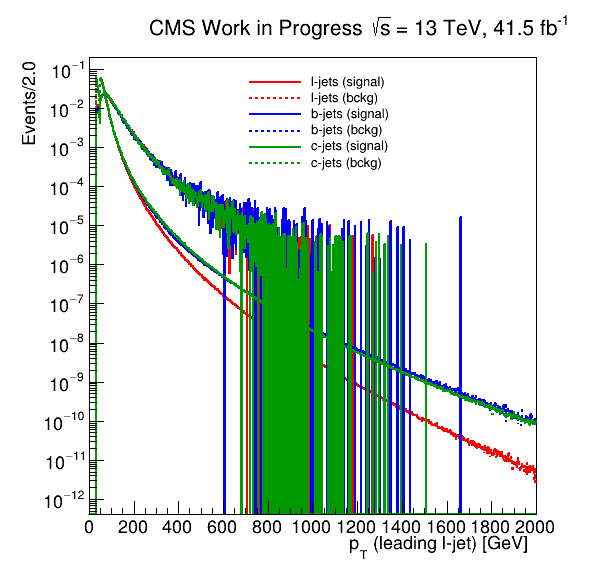 CMS Work in Progress √s = 13 TeV, 41.5 fb⁻¹
Events/2.0
10⁻¹
10⁻²
10⁻³
10⁻⁴
10⁻⁵
10⁻⁶
10⁻⁷
10⁻⁸
10⁻⁹
10⁻¹⁰
10⁻¹¹
10⁻¹²
l-jets (signal)
l-jets (bckg)
b-jets (signal)
b-jets (bckg)
c-jets (signal)
c-jets (bckg)
0 200 400 600 800 1000 1200 1400 1600 1800 2000
p_T (leading l-jet) [GeV]